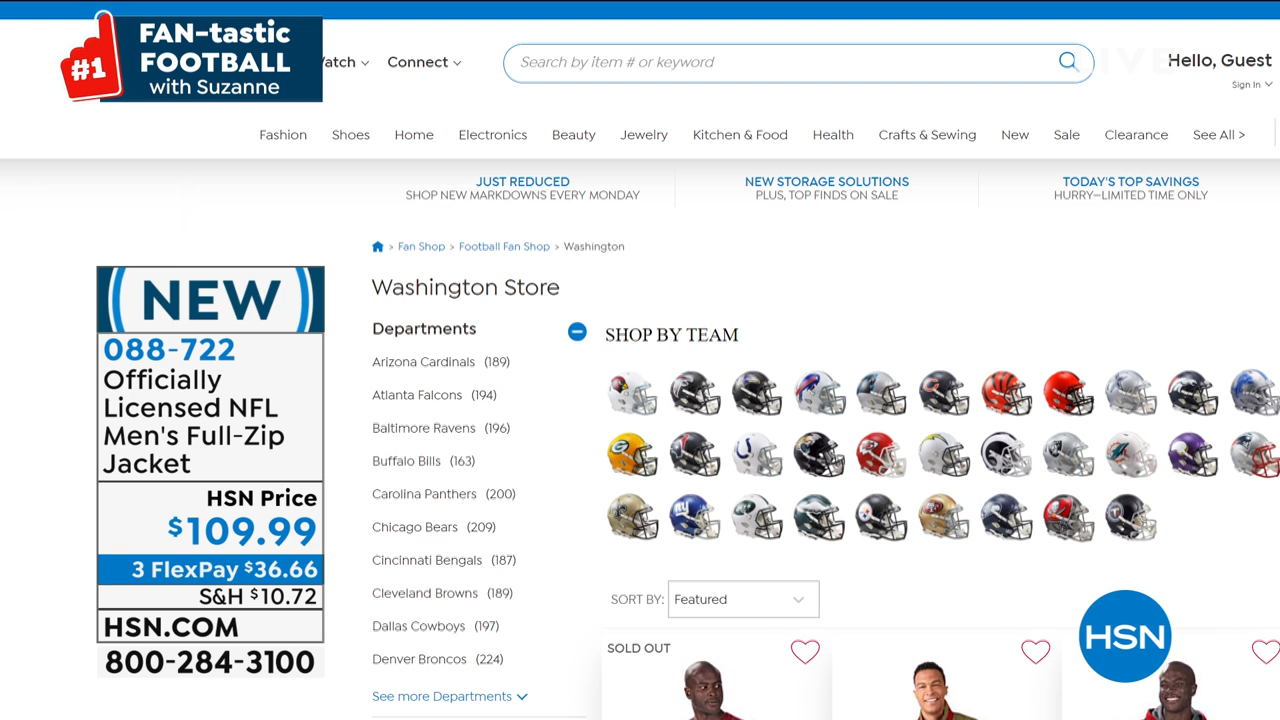 #1
FAN-tastic
FOOTBALL
with Suzanne
Watch
Connect
Search by item # or keyword
LIVE
Hello, Guest
Sign In
Fashion Shoes Home Electronics Beauty Jewelry Kitchen & Food Health Crafts & Sewing New Sale Clearance See All >
JUST REDUCED
SHOP NEW MARKDOWNS EVERY MONDAY
NEW STORAGE SOLUTIONS
PLUS, TOP FINDS ON SALE
TODAY'S TOP SAVINGS
HURRY—LIMITED TIME ONLY
> Fan Shop > Football Fan Shop > Washington
NEW
088-722
Officially
Licensed NFL
Men's Full-Zip
Jacket
HSN Price
$109.99
3 FlexPay $36.66
S&H $10.72
HSN.COM
800-284-3100
Washington Store
Departments
Arizona Cardinals (189)
Atlanta Falcons (194)
Baltimore Ravens (196)
Buffalo Bills (163)
Carolina Panthers (200)
Chicago Bears (209)
Cincinnati Bengals (187)
Cleveland Browns (189)
Dallas Cowboys (197)
Denver Broncos (224)
See more Departments
SHOP BY TEAM
SORT BY: Featured
SOLD OUT
HSN